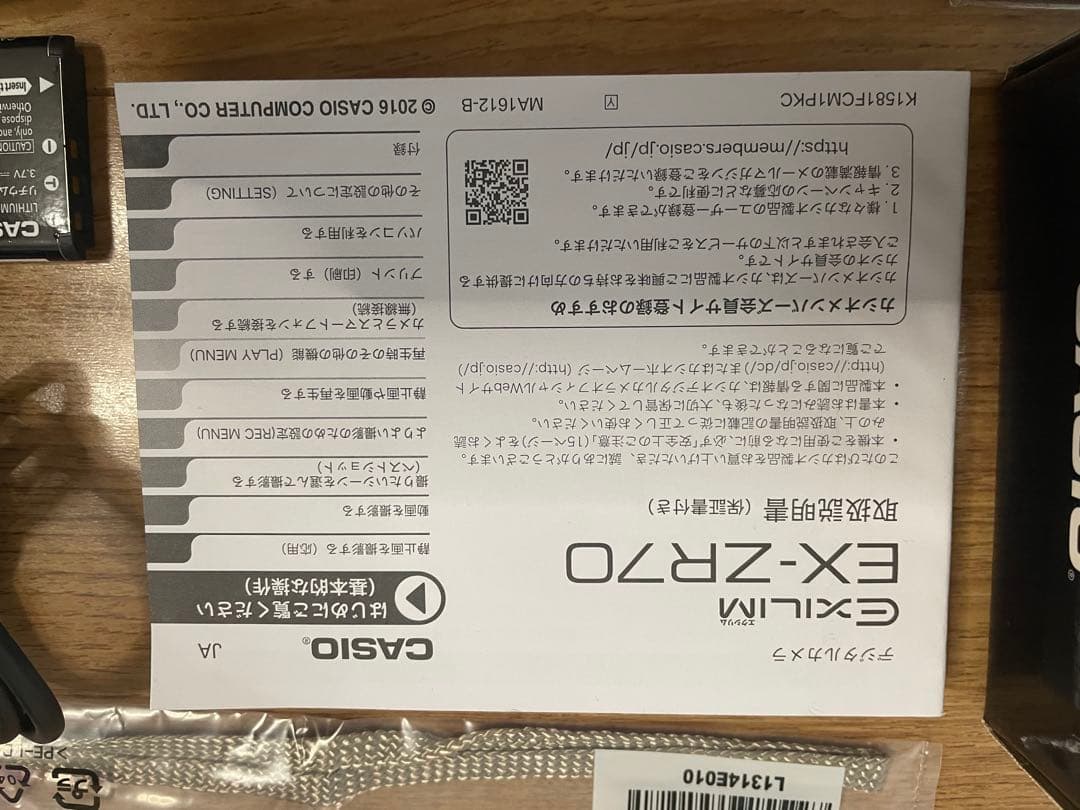 デジタルカメラ
EXILIM
エクシリム
EX-ZR70
取扱説明書（保証書付き）
このたびはカシオ製品をお買い上げいただき、誠にありがとうございます。
• 本機をご使用になる前に、必ず「安全上のご注意」（15ページ）をよくお読
みの上、取扱説明書の記載に従って正しくお使いください。
• 本書はお読みになった後も、大切に保管してください。
• 本製品に関する情報は、カシオデジタルカメラオフィシャルWebサイト
(http://casio.jp/dc/) またはカシオホームページ (http://casio.jp/)
でご覧になることができます。
カシオメンバーズ会員サイト登録のおすすめ
カシオメンバーズは、カシオ製品にご興味をお持ちの方向けに提供する
カシオの会員サイトです。
ご入会されますと以下のサービスをご利用いただけます。
1. 様々なカシオ製品のユーザー登録ができます。
2. キャンペーンの応募などに便利です。
3. 情報満載のメールマガジンをご登録いただけます。
https://members.casio.jp/jp/
CASIO®
JA
はじめにご覧ください
（基本的な操作）
静止画を撮影する（応用）
動画を撮影する
撮りたいシーンを選んで撮影する
（ベストショット）
よりよい撮影のための設定(REC MENU)
静止画や動画を再生する
再生時のその他の機能（PLAY MENU）
カメラとスマートフォンを接続する
（無線接続）
プリント（印刷）する
パソコンを利用する
その他の設定について（SETTING）
付録
K1581FCM1PKC
Y
MA1612-B
© 2016 CASIO COMPUTER CO., LTD.
CAS
LITHIUM
リチウム
3.7V
CAUTION
only, and
dispose
Otherwi
Insert t
L1314E010
>PE-L